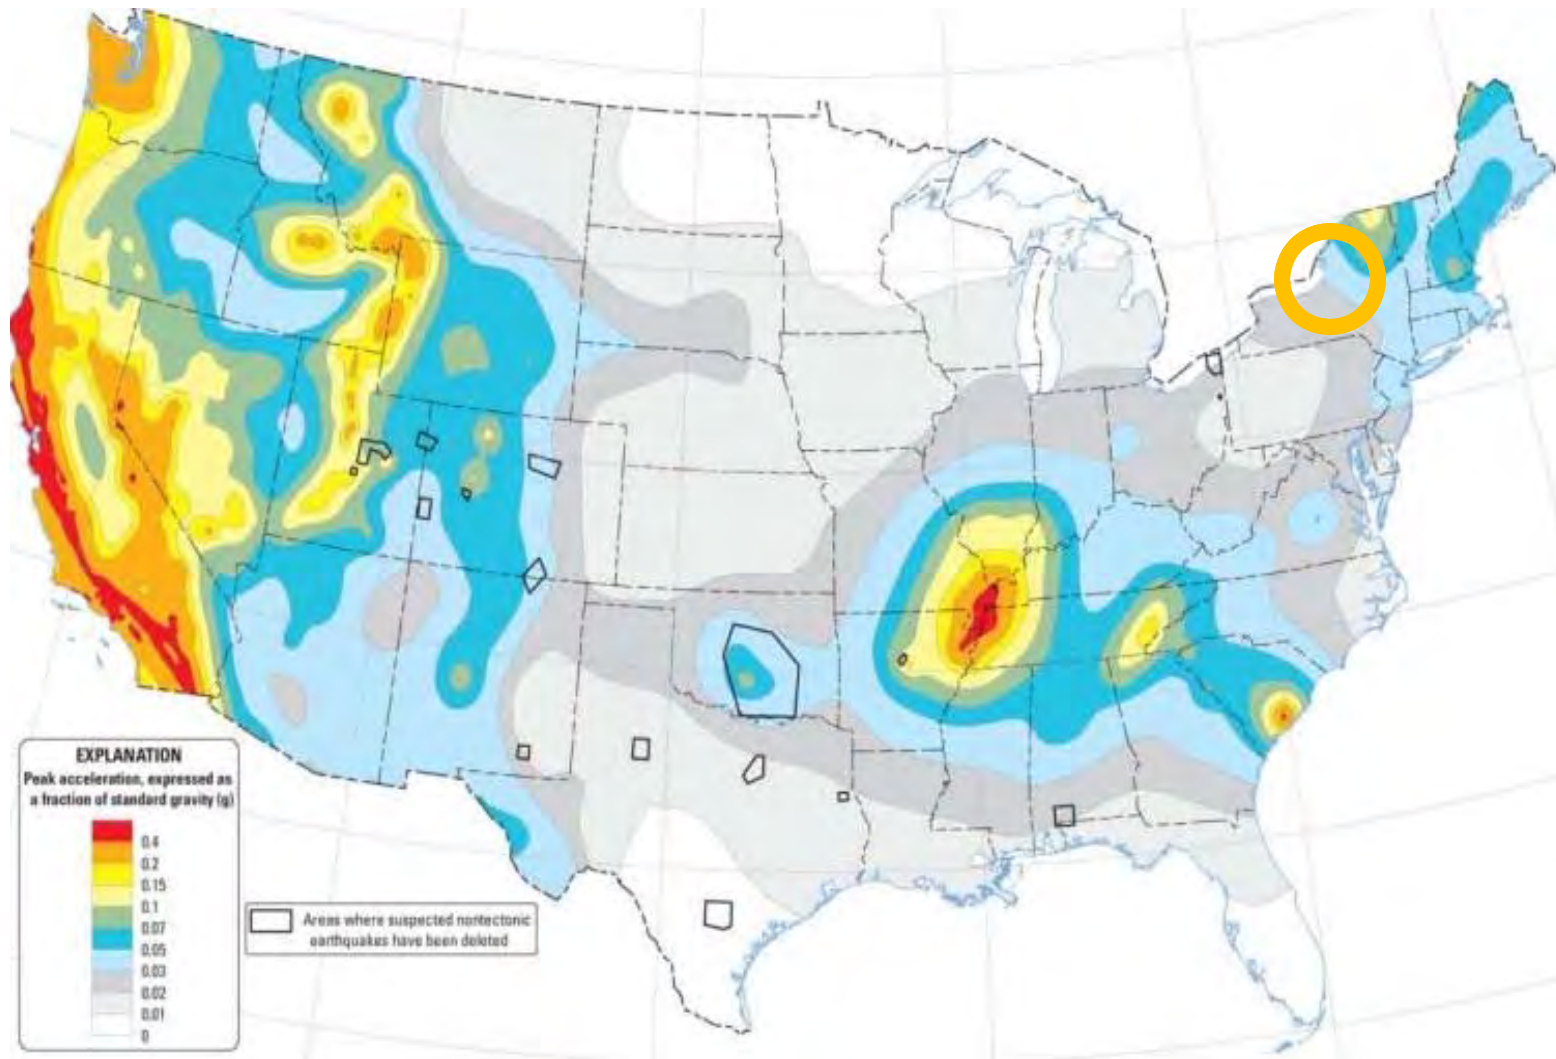 EXPLANATION
Peak acceleration, expressed as
a fraction of standard gravity (g)
0.4
0.2
0.15
0.1
0.07
0.05
0.03
0.02
0.01
0
Areas where suspected nontectonic
earthquakes have been deleted